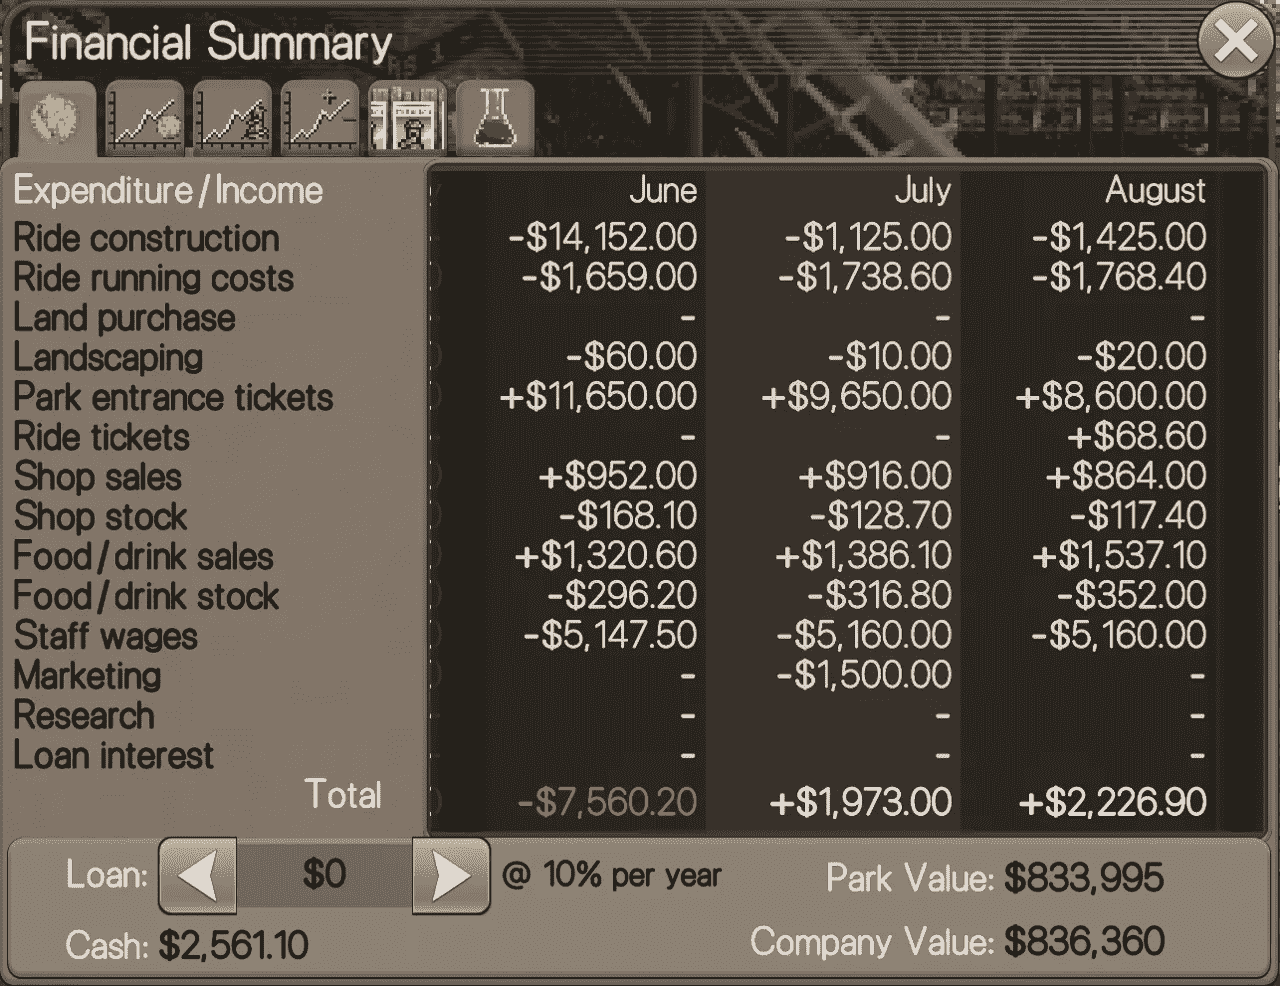 Financial Summary
Expenditure/Income June July August
Ride construction -$14,152.00 -$1,125.00 -$1,425.00
Ride running costs -$1,659.00 -$1,738.60 -$1,768.40
Land purchase - - -
Landscaping -$60.00 -$10.00 -$20.00
Park entrance tickets +$11,650.00 +$9,650.00 +$8,600.00
Ride tickets - - +$68.60
Shop sales +$952.00 +$916.00 +$864.00
Shop stock -$168.10 -$128.70 -$117.40
Food/drink sales +$1,320.60 +$1,386.10 +$1,537.10
Food/drink stock -$296.20 -$316.80 -$352.00
Staff wages -$5,147.50 -$5,160.00 -$5,160.00
Marketing - -$1,500.00 -
Research - - -
Loan interest - - -
Total -$7,560.20 +$1,973.00 +$2,226.90
Loan: $0 @ 10% per year Park Value: $833,995
Cash: $2,561.10 Company Value: $836,360